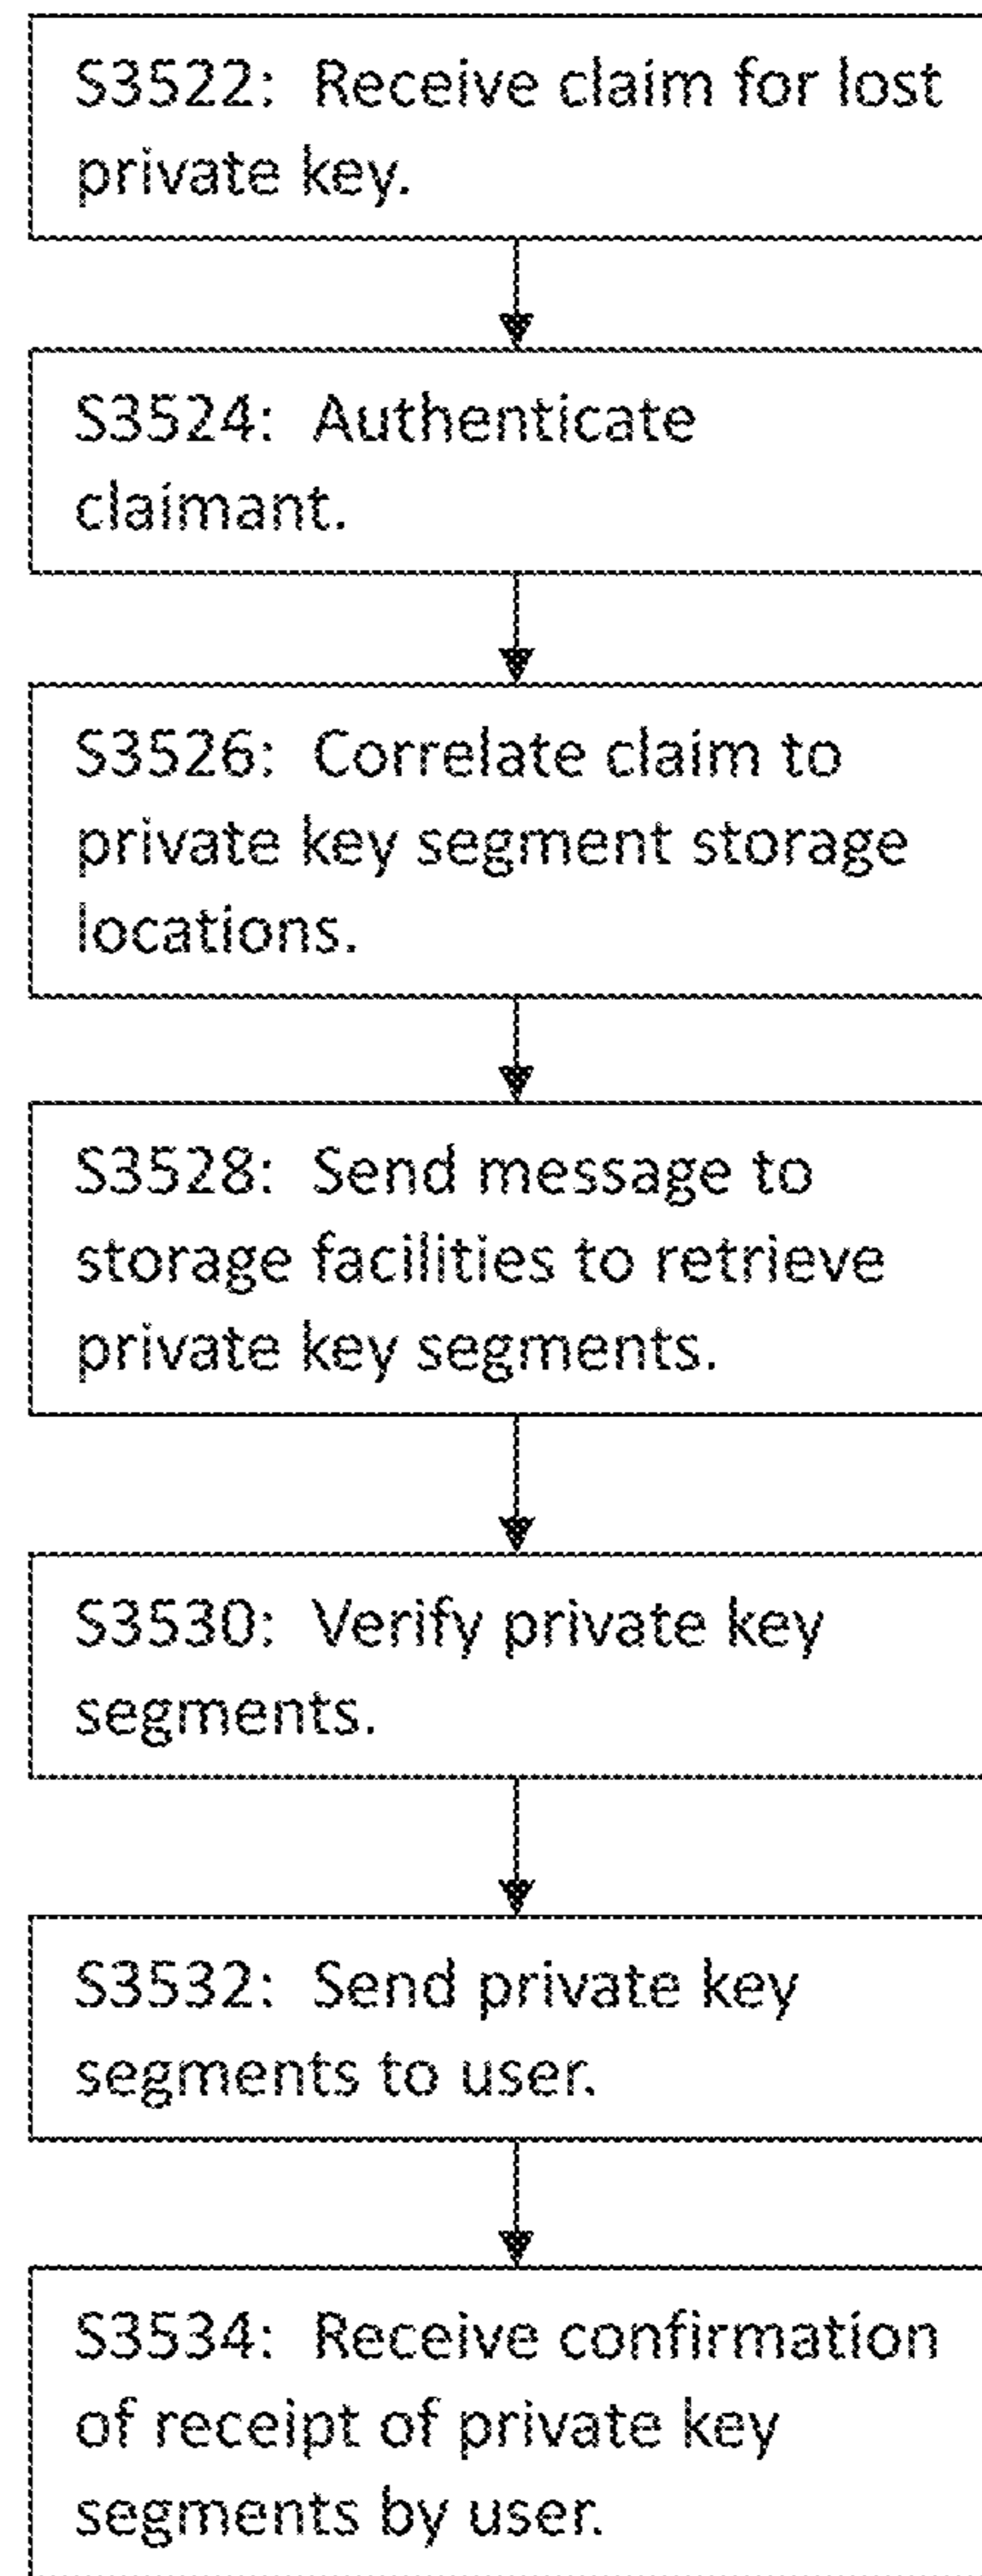 S3522: Receive claim for lost
private key.
S3524: Authenticate
claimant.
S3526: Correlate claim to
private key segment storage
locations.
S3528: Send message to
storage facilities to retrieve
private key segments.
S3530: Verify private key
segments.
S3532: Send private key
segments to user.
S3534: Receive confirmation
of receipt of private key
segments by user.